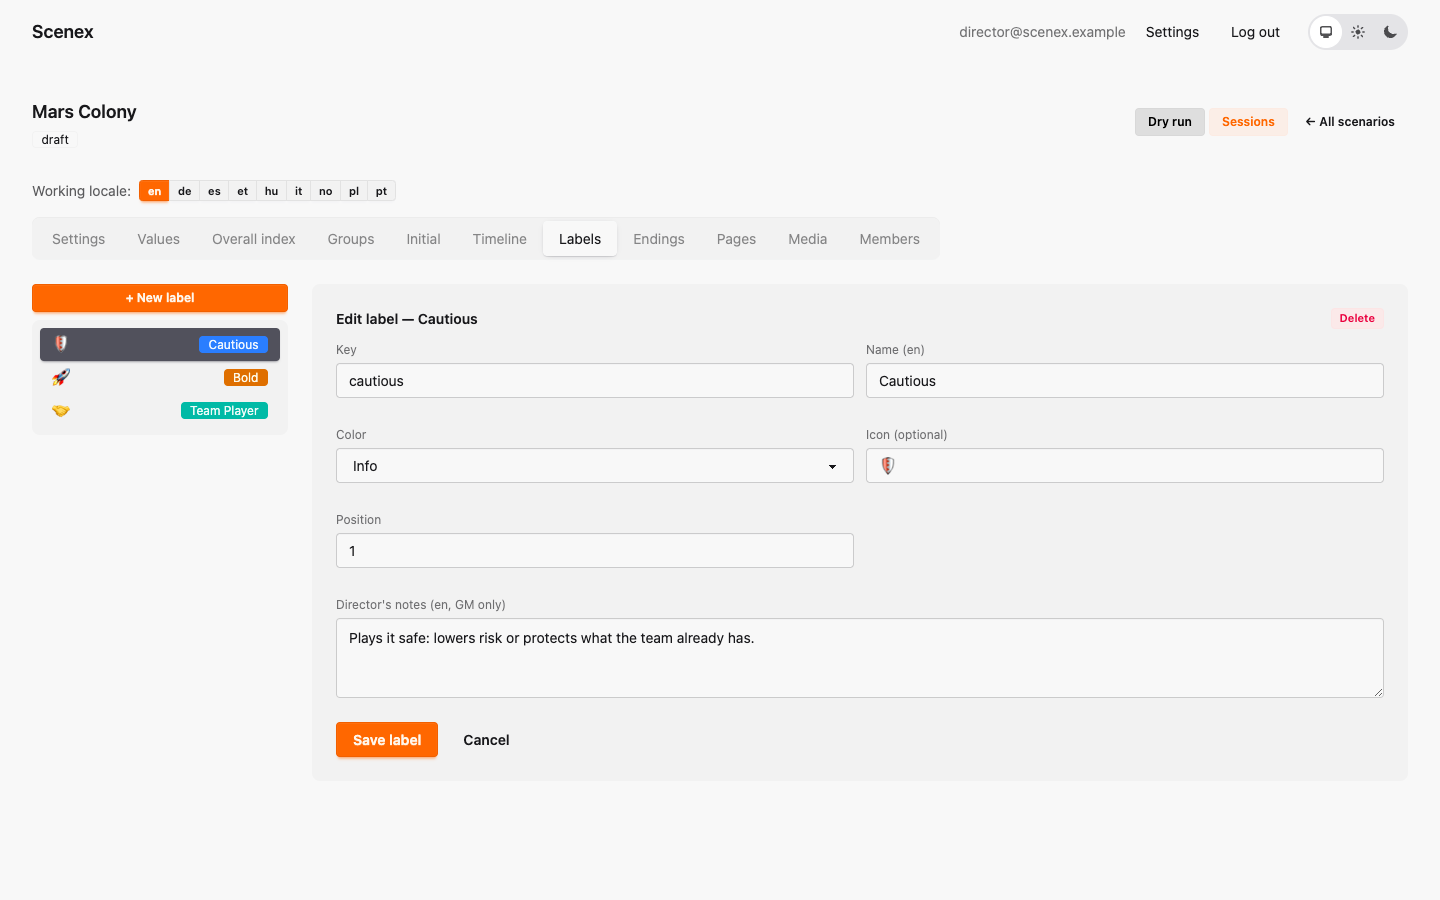 Scenex
director@scenex.example Settings Log out
Mars Colony
draft
Dry run Sessions ← All scenarios
Working locale: en de es et hu it no pl pt
Settings Values Overall index Groups Initial Timeline Labels Endings Pages Media Members
+ New label
Cautious
Bold
Team Player
Edit label — Cautious
Delete
Key
cautious
Name (en)
Cautious
Color
Info
Icon (optional)
Position
1
Director's notes (en, GM only)
Plays it safe: lowers risk or protects what the team already has.
Save label Cancel